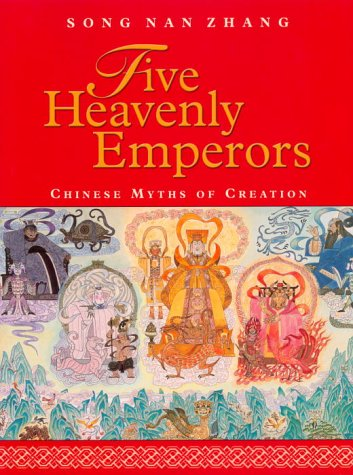 SONG NAN ZHANG
Five
Heavenly
Emperors
CHINESE MYTHS OF CREATION